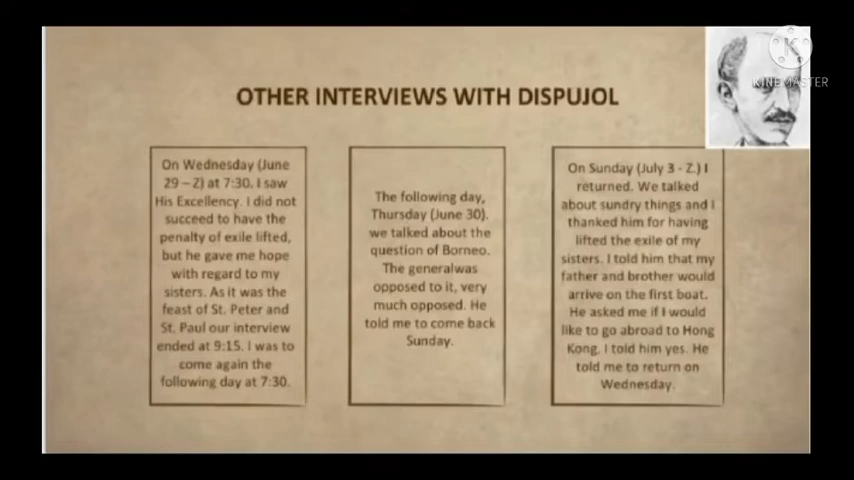 KINEMASTER
OTHER INTERVIEWS WITH DISPUJOL
On Wednesday (June
29 – Z) at 7:30. I saw
His Excellency. I did not
succeed to have the
penalty of exile lifted,
but he gave me hope
with regard to my
sisters. As it was the
feast of St. Peter and
St. Paul our interview
ended at 9:15. I was to
come again the
following day at 7:30.
The following day,
Thursday (June 30).
we talked about the
question of Borneo.
The generalwas
opposed to it, very
much opposed. He
told me to come back
Sunday.
On Sunday (July 3 - Z.) I
returned. We talked
about sundry things and I
thanked him for having
lifted the exile of my
sisters. I told him that my
father and brother would
arrive on the first boat.
He asked me if I would
like to go abroad to Hong
Kong. I told him yes. He
told me to return on
Wednesday.